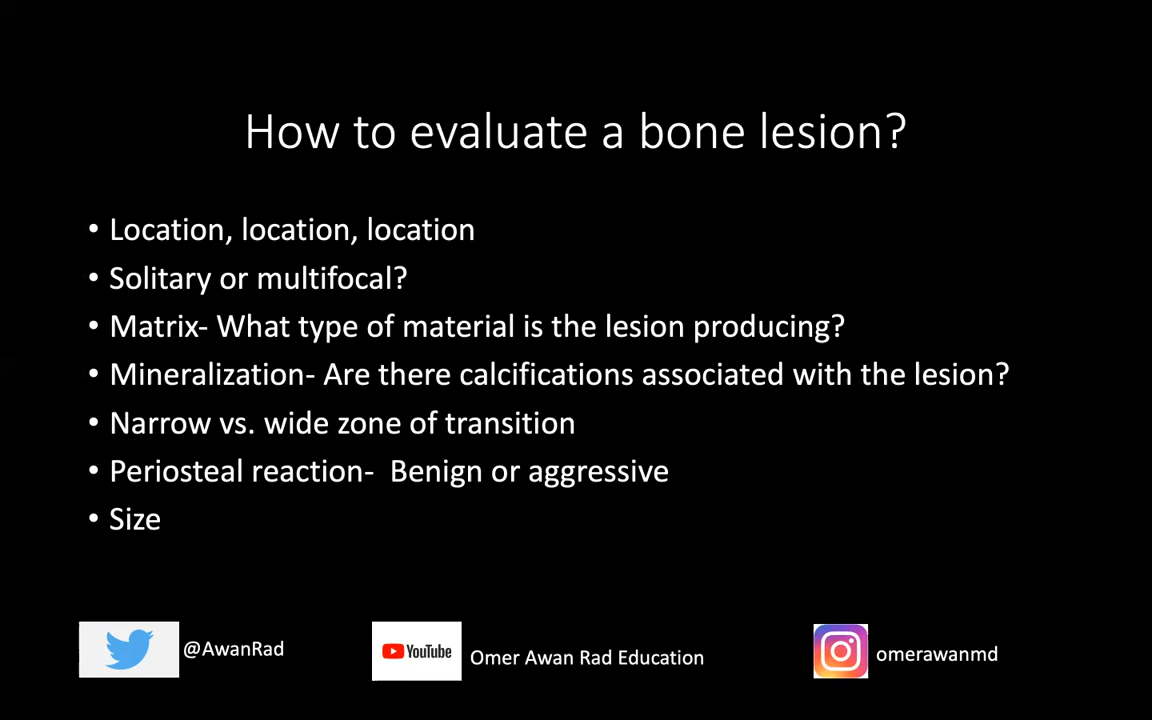 How to evaluate a bone lesion?
• Location, location, location
• Solitary or multifocal?
• Matrix- What type of material is the lesion producing?
• Mineralization- Are there calcifications associated with the lesion?
• Narrow vs. wide zone of transition
• Periosteal reaction-  Benign or aggressive
• Size
@AwanRad
YouTube
Omer Awan Rad Education
omerawanmd